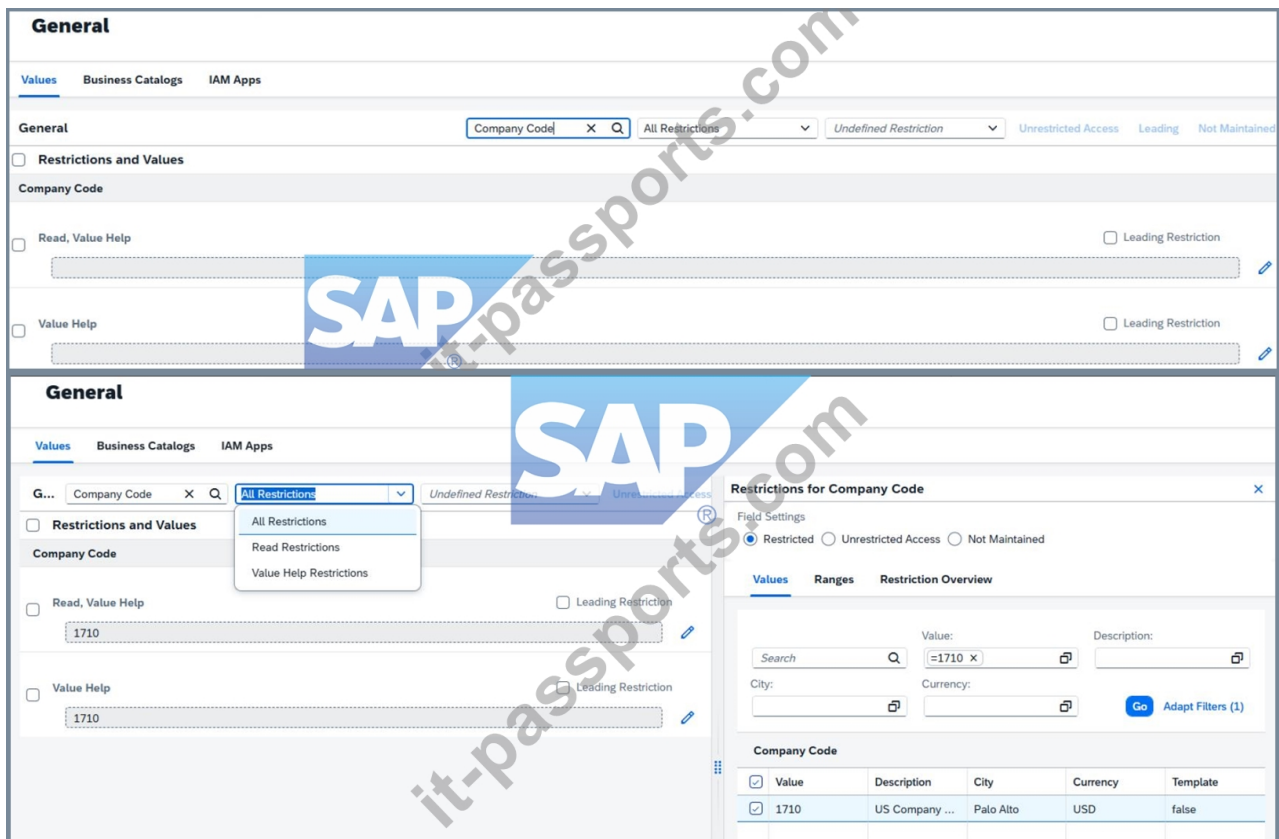 General
Values Business Catalogs IAM Apps
General Company Code All Restrictions Undefined Restriction Unrestricted Access Leading Not Maintained
Restrictions and Values
Company Code
Read, Value Help Leading Restriction
Value Help Leading Restriction
SAP ®
it-passports.com
General
Values Business Catalogs IAM Apps
G... Company Code All Restrictions Undefined Restriction Unrestricted Access
All Restrictions
Read Restrictions
Value Help Restrictions
Restrictions and Values
Company Code
Read, Value Help Leading Restriction
1710
Value Help Leading Restriction
1710
Restrictions for Company Code
Field Settings
Restricted Unrestricted Access Not Maintained
Values Ranges Restriction Overview
Value: Description:
Search =1710
City: Currency:
Go Adapt Filters (1)
Company Code
Value Description City Currency Template
1710 US Company ... Palo Alto USD false
SAP ®
it-passports.com